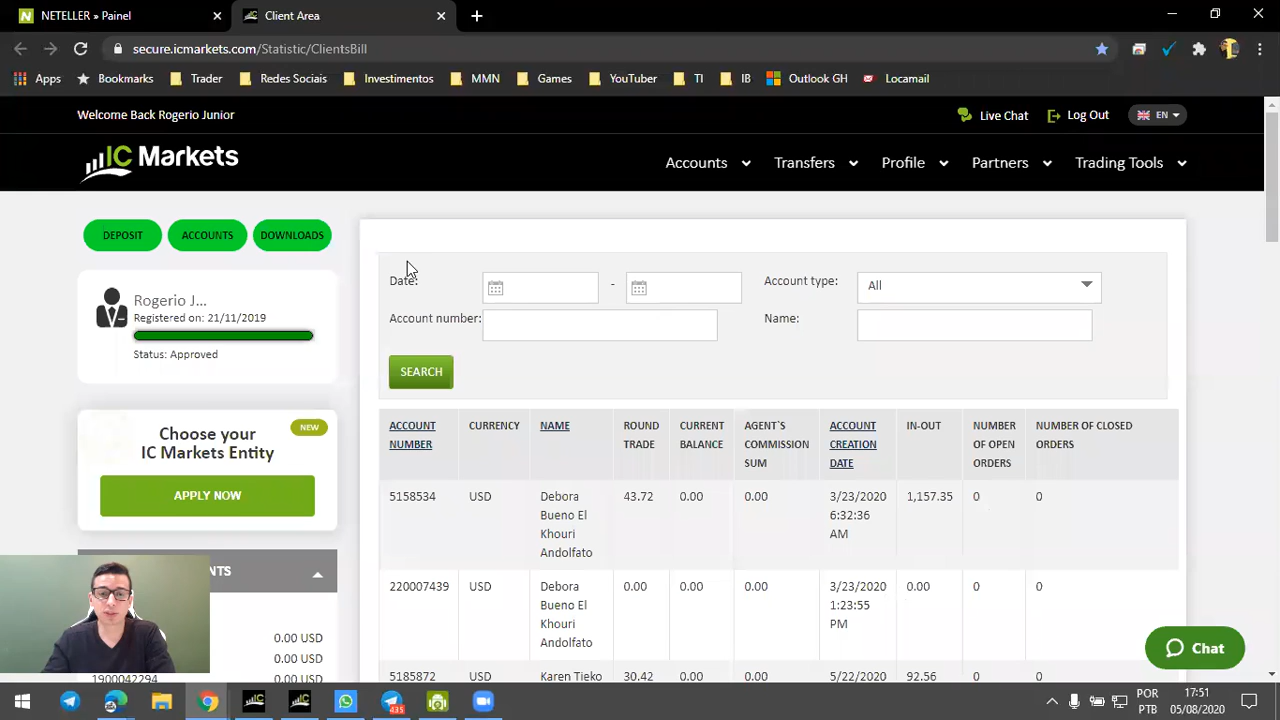 NETELLER » Painel
Client Area
secure.icmarkets.com/Statistic/ClientsBill
Apps Bookmarks Trader Redes Sociais Investimentos MMN Games YouTuber TI IB Outlook GH Locamail
Welcome Back Rogerio Junior
Live Chat Log Out EN
IC Markets
Accounts Transfers Profile Partners Trading Tools
DEPOSIT ACCOUNTS DOWNLOADS
Rogerio J...
Registered on: 21/11/2019
Status: Approved
NEW
Choose your
IC Markets Entity
APPLY NOW
NTS
0.00 USD
0.00 USD
1900042294
Date: - Account type: All
Account number: Name:
SEARCH
ACCOUNT NUMBER CURRENCY NAME ROUND TRADE CURRENT BALANCE AGENT`S COMMISSION SUM ACCOUNT CREATION DATE IN-OUT NUMBER OF OPEN ORDERS NUMBER OF CLOSED ORDERS
5158534 USD Debora Bueno El Khouri Andolfato 43.72 0.00 0.00 3/23/2020 6:32:36 AM 1,157.35 0 0
220007439 USD Debora Bueno El Khouri Andolfato 0.00 0.00 0.00 3/23/2020 1:23:55 PM 0.00 0 0
5185872 USD Karen Tieko 30.42 0.00 0.00 5/22/2020 92.56 0 0
Chat
435
POR
PTB
17:51
05/08/2020